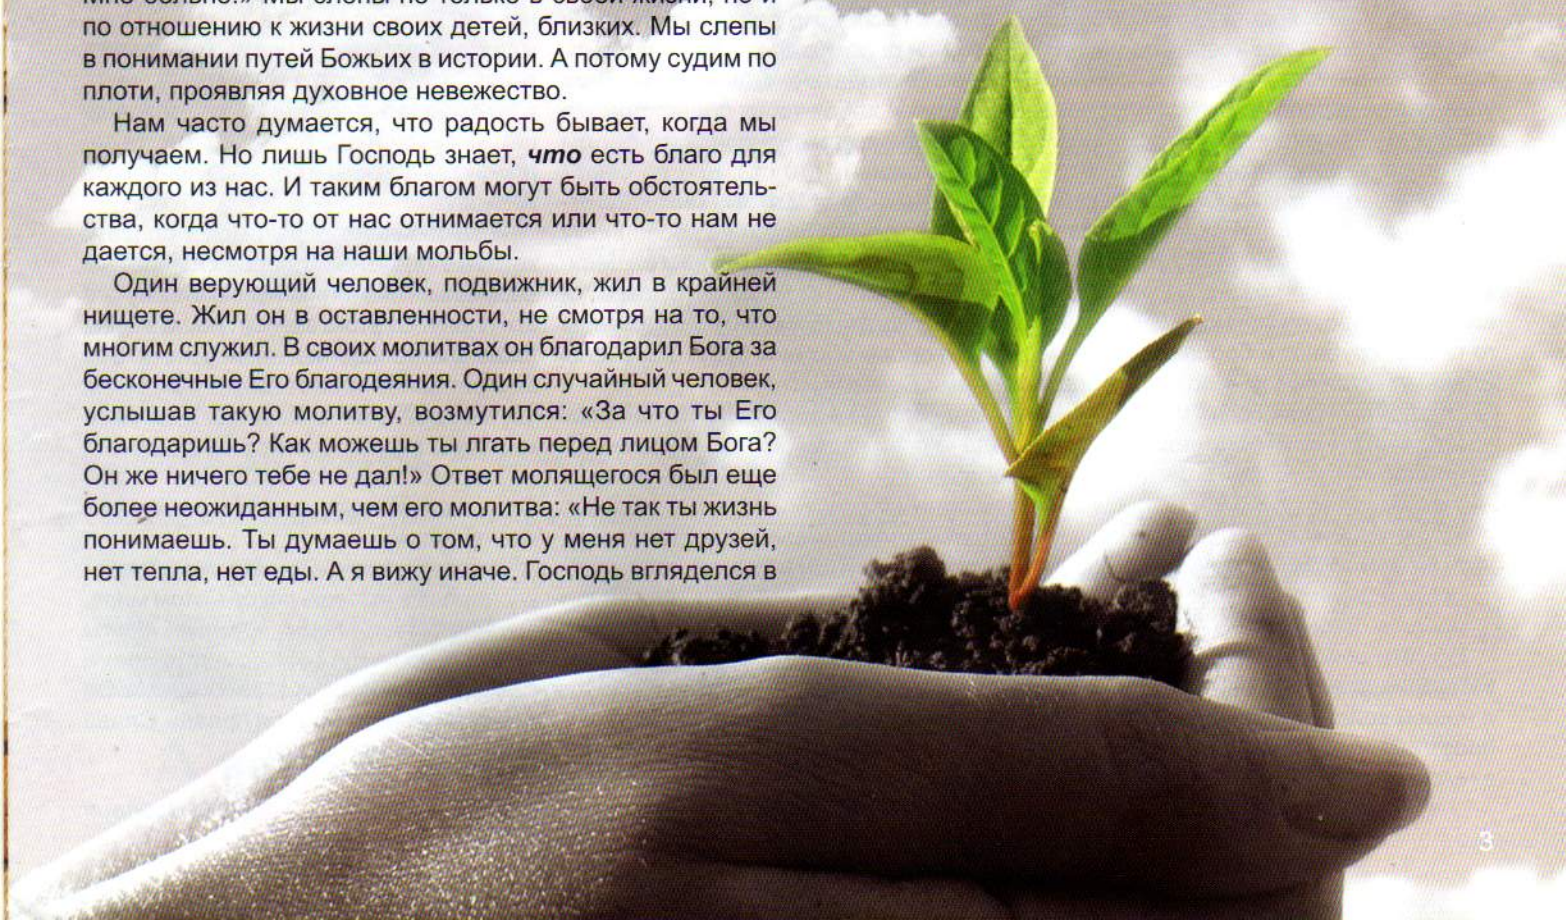 по отношению к жизни своих детей, близких. Мы слепы
в понимании путей Божьих в истории. А потому судим по
плоти, проявляя духовное невежество.
Нам часто думается, что радость бывает, когда мы
получаем. Но лишь Господь знает, что есть благо для
каждого из нас. И таким благом могут быть обстоятель-
ства, когда что-то от нас отнимается или что-то нам не
дается, несмотря на наши мольбы.
Один верующий человек, подвижник, жил в крайней
нищете. Жил он в оставленности, не смотря на то, что
многим служил. В своих молитвах он благодарил Бога за
бесконечные Его благодеяния. Один случайный человек,
услышав такую молитву, возмутился: «За что ты Его
благодаришь? Как можешь ты лгать перед лицом Бога?
Он же ничего тебе не дал!» Ответ молящегося был еще
более неожиданным, чем его молитва: «Не так ты жизнь
понимаешь. Ты думаешь о том, что у меня нет друзей,
нет тепла, нет еды. А я вижу иначе. Господь вгляделся в
3